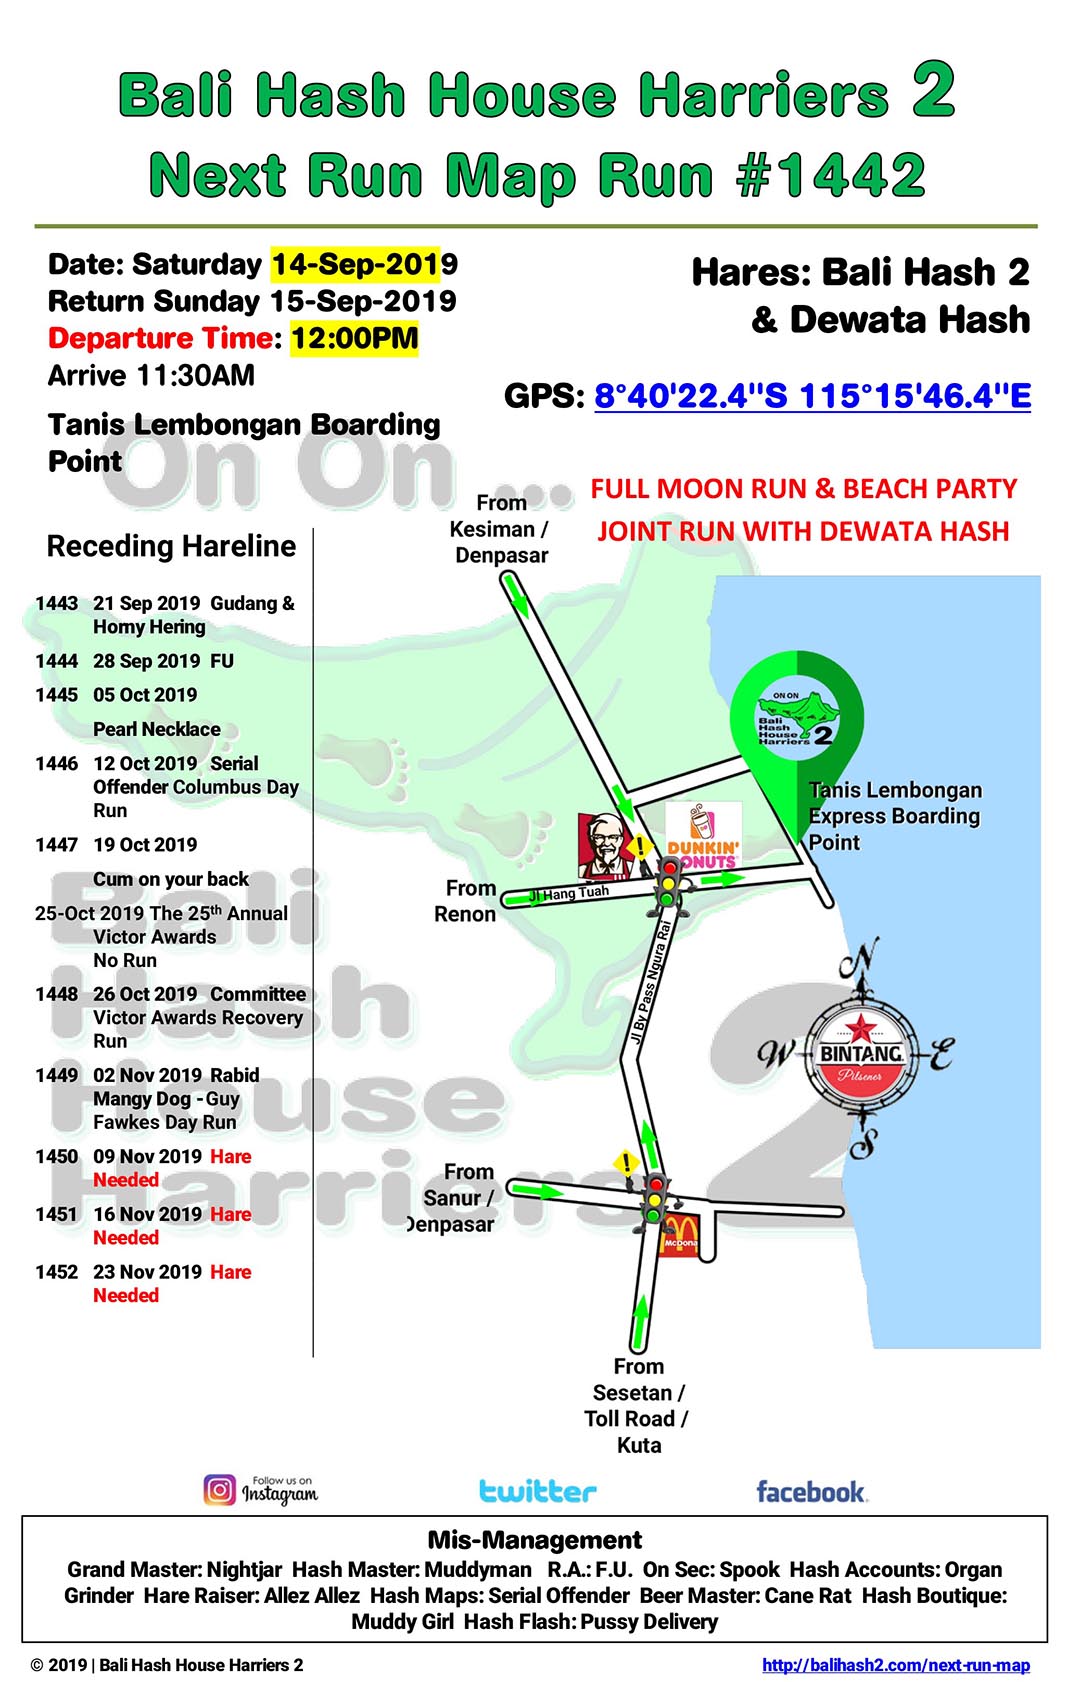 Bali Hash House Harriers 2
Next Run Map Run #1442
Date: Saturday 14-Sep-2019
Return Sunday 15-Sep-2019
Departure Time: 12:00PM
Arrive 11:30AM
Tanis Lembongan Boarding
Point
Hares: Bali Hash 2
& Dewata Hash
GPS: 8°40'22.4"S 115°15'46.4"E
On On ...
FULL MOON RUN & BEACH PARTY
JOINT RUN WITH DEWATA HASH
Receding Hareline
1443 21 Sep 2019 Gudang &
Horny Hering
1444 28 Sep 2019 FU
1445 05 Oct 2019
Pearl Necklace
1446 12 Oct 2019 Serial
Offender Columbus Day
Run
1447 19 Oct 2019
Cum on your back
25-Oct 2019 The 25th Annual
Victor Awards
No Run
1448 26 Oct 2019 Committee
Victor Awards Recovery
Run
1449 02 Nov 2019 Rabid
Mangy Dog - Guy
Fawkes Day Run
1450 09 Nov 2019 Hare
Needed
1451 16 Nov 2019 Hare
Needed
1452 23 Nov 2019 Hare
Needed
Bali
Hash
House
Harriers 2
From
Kesiman /
Denpasar
ON ON
Bali
Hash
House
Harriers 2
Tanis Lembongan
Express Boarding
Point
KFC
DUNKIN'
DONUTS
From
Renon
Jl Hang Tuah
Jl By Pass Ngura Rai
N
W
E
S
BINTANG
Pilsener
From
Sanur /
Denpasar
McDona
From
Sesetan /
Toll Road /
Kuta
Follow us on
Instagram
twitter
facebook
Mis-Management
Grand Master: Nightjar Hash Master: Muddyman R.A.: F.U. On Sec: Spook Hash Accounts: Organ
Grinder Hare Raiser: Allez Allez Hash Maps: Serial Offender Beer Master: Cane Rat Hash Boutique:
Muddy Girl Hash Flash: Pussy Delivery
© 2019 | Bali Hash House Harriers 2
http://balihash2.com/next-run-map